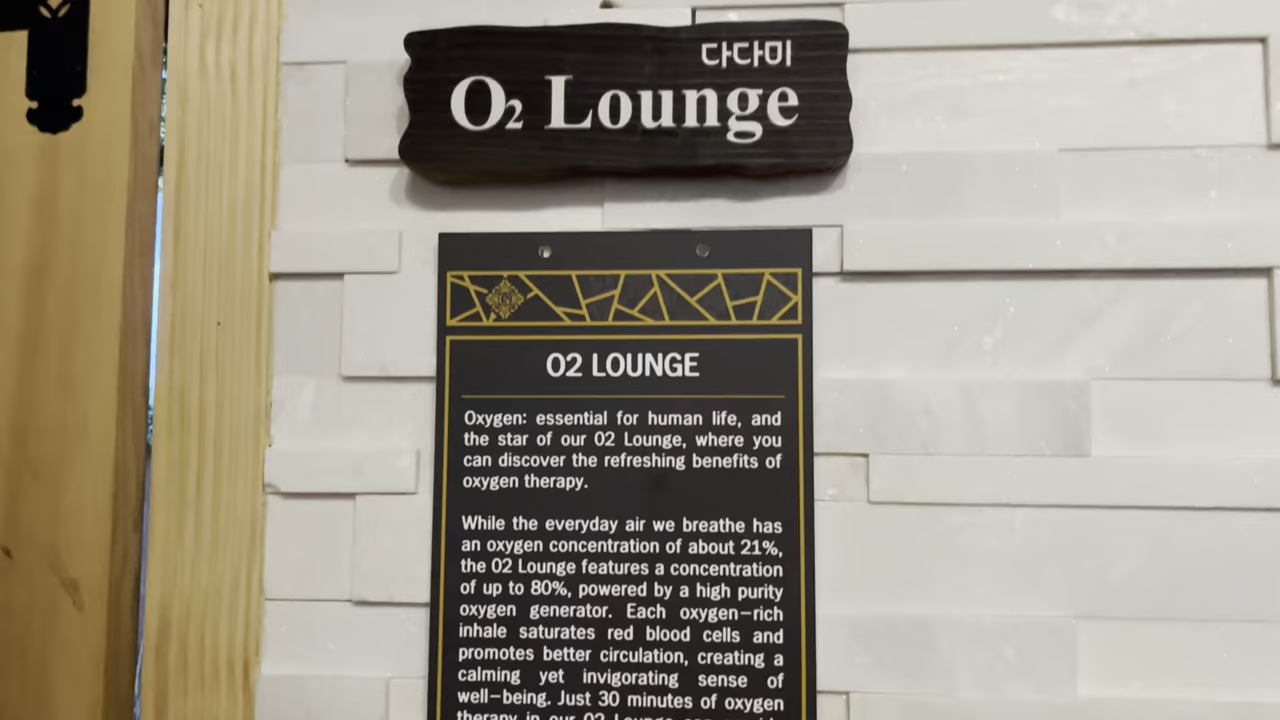 다다미
O2 Lounge
O2 LOUNGE
Oxygen: essential for human life, and
the star of our O2 Lounge, where you
can discover the refreshing benefits of
oxygen therapy.
While the everyday air we breathe has
an oxygen concentration of about 21%,
the O2 Lounge features a concentration
of up to 80%, powered by a high purity
oxygen generator. Each oxygen-rich
inhale saturates red blood cells and
promotes better circulation, creating a
calming yet invigorating sense of
well-being. Just 30 minutes of oxygen
therapy in our O2 Lounge can